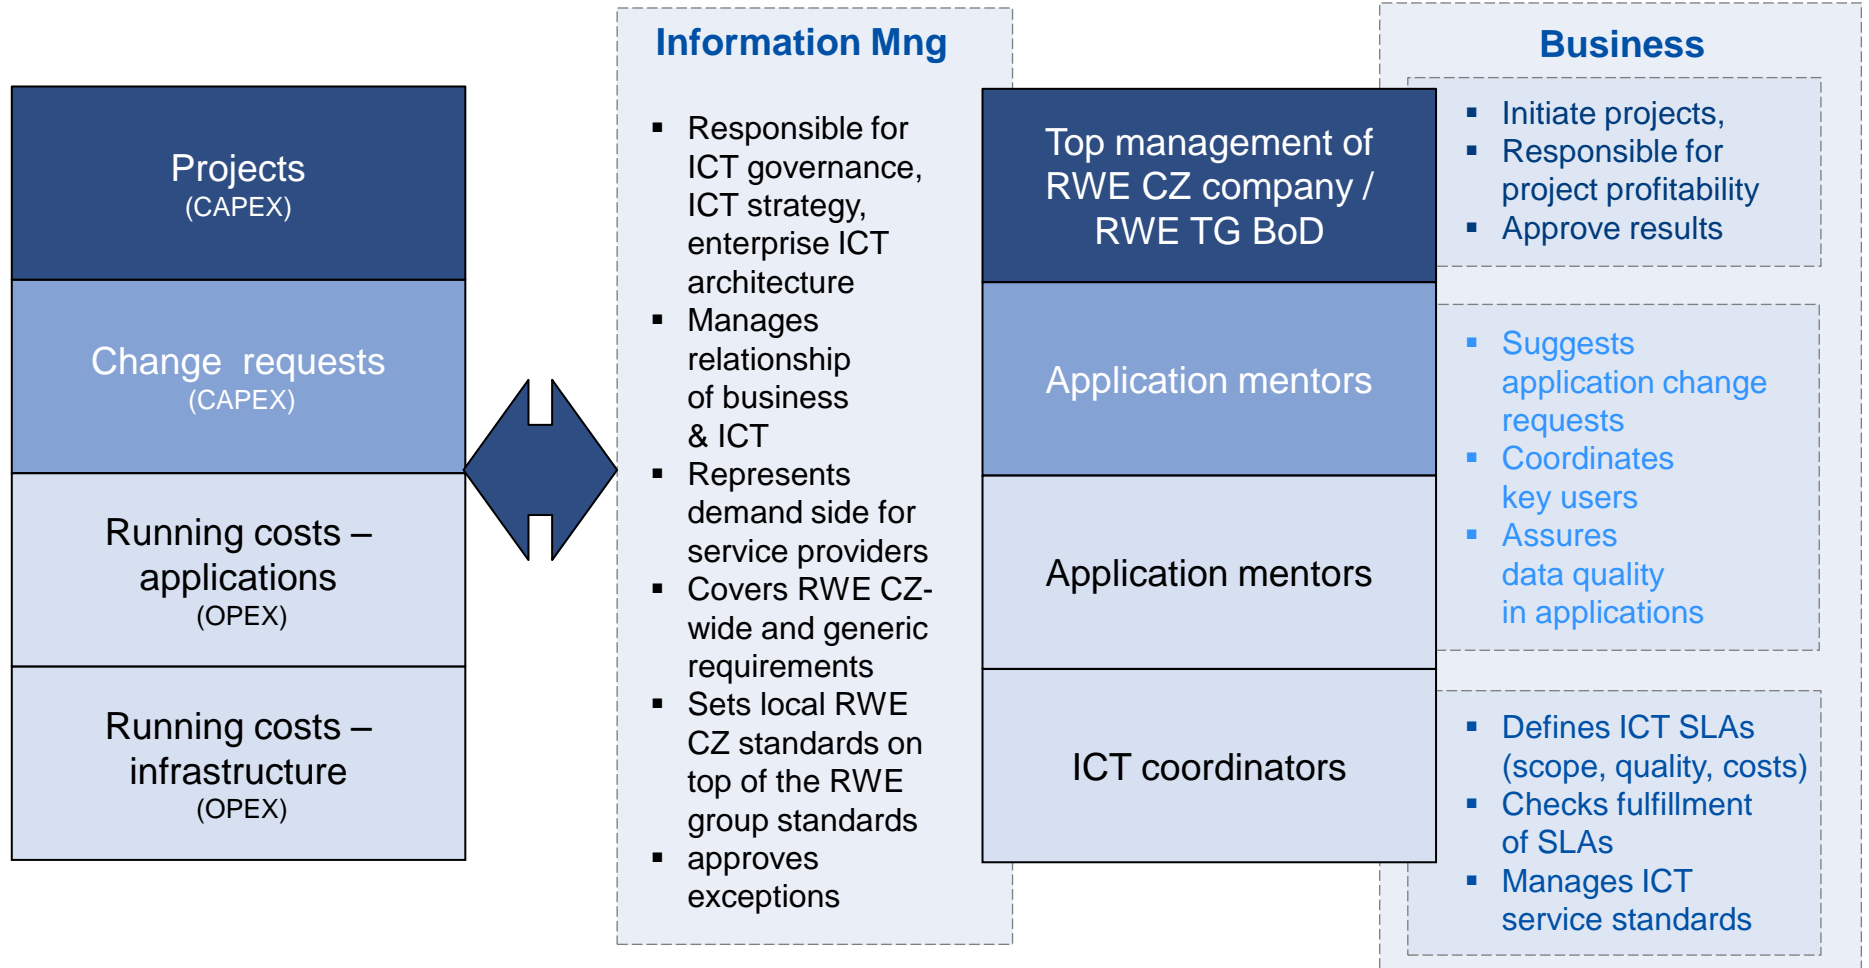 Projects
(CAPEX)
Change requests
(CAPEX)
Running costs –
applications
(OPEX)
Running costs –
infrastructure
(OPEX)
Information Mng
▪ Responsible for
ICT governance,
ICT strategy,
enterprise ICT
architecture
▪ Manages
relationship
of business
& ICT
▪ Represents
demand side for
service providers
▪ Covers RWE CZ-
wide and generic
requirements
▪ Sets local RWE
CZ standards on
top of the RWE
group standards
▪ approves
exceptions
Top management of
RWE CZ company /
RWE TG BoD
Application mentors
Application mentors
ICT coordinators
Business
▪ Initiate projects,
▪ Responsible for
project profitability
▪ Approve results
▪ Suggests
application change
requests
▪ Coordinates
key users
▪ Assures
data quality
in applications
▪ Defines ICT SLAs
(scope, quality, costs)
▪ Checks fulfillment
of SLAs
▪ Manages ICT
service standards